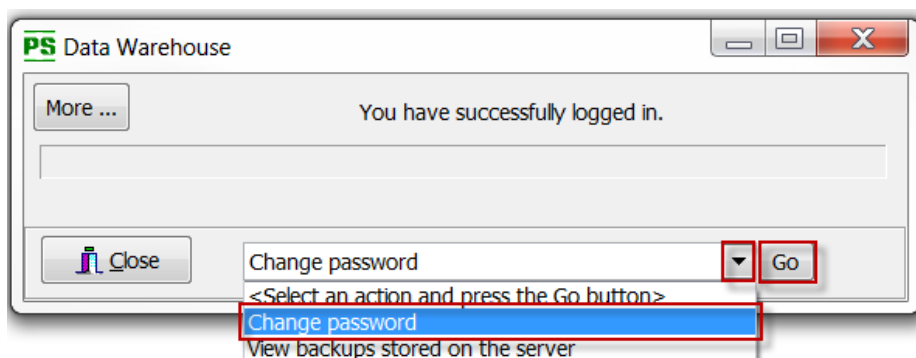 PS Data Warehouse
More ...
You have successfully logged in.
Close
Change password
Go
<Select an action and press the Go button>
Change password
View backups stored on the server